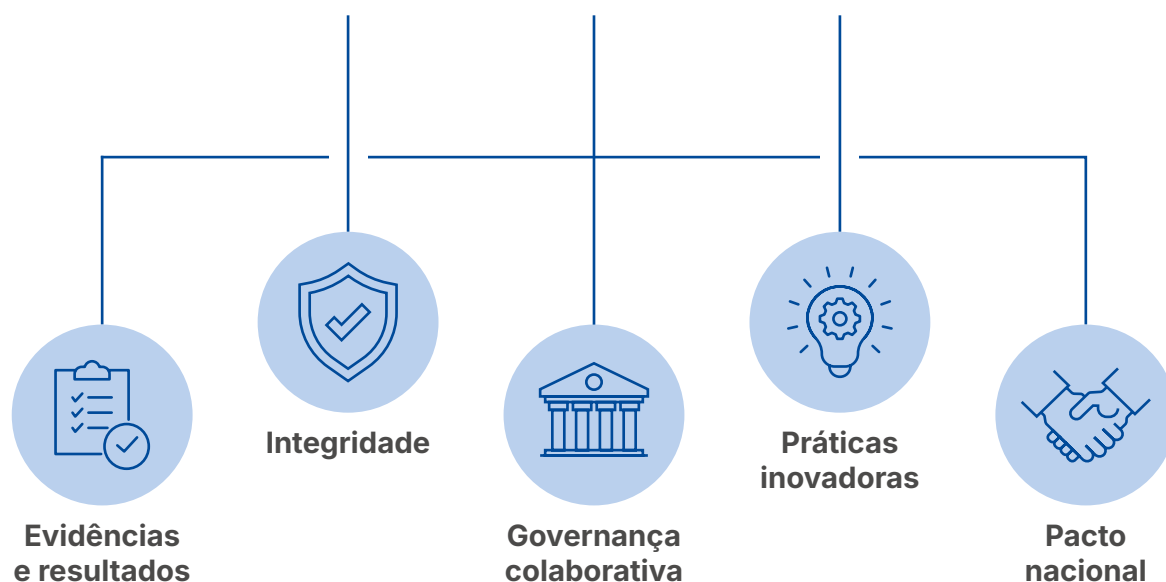 Evidências
e resultados
Integridade
Governança
colaborativa
Práticas
inovadoras
Pacto
nacional